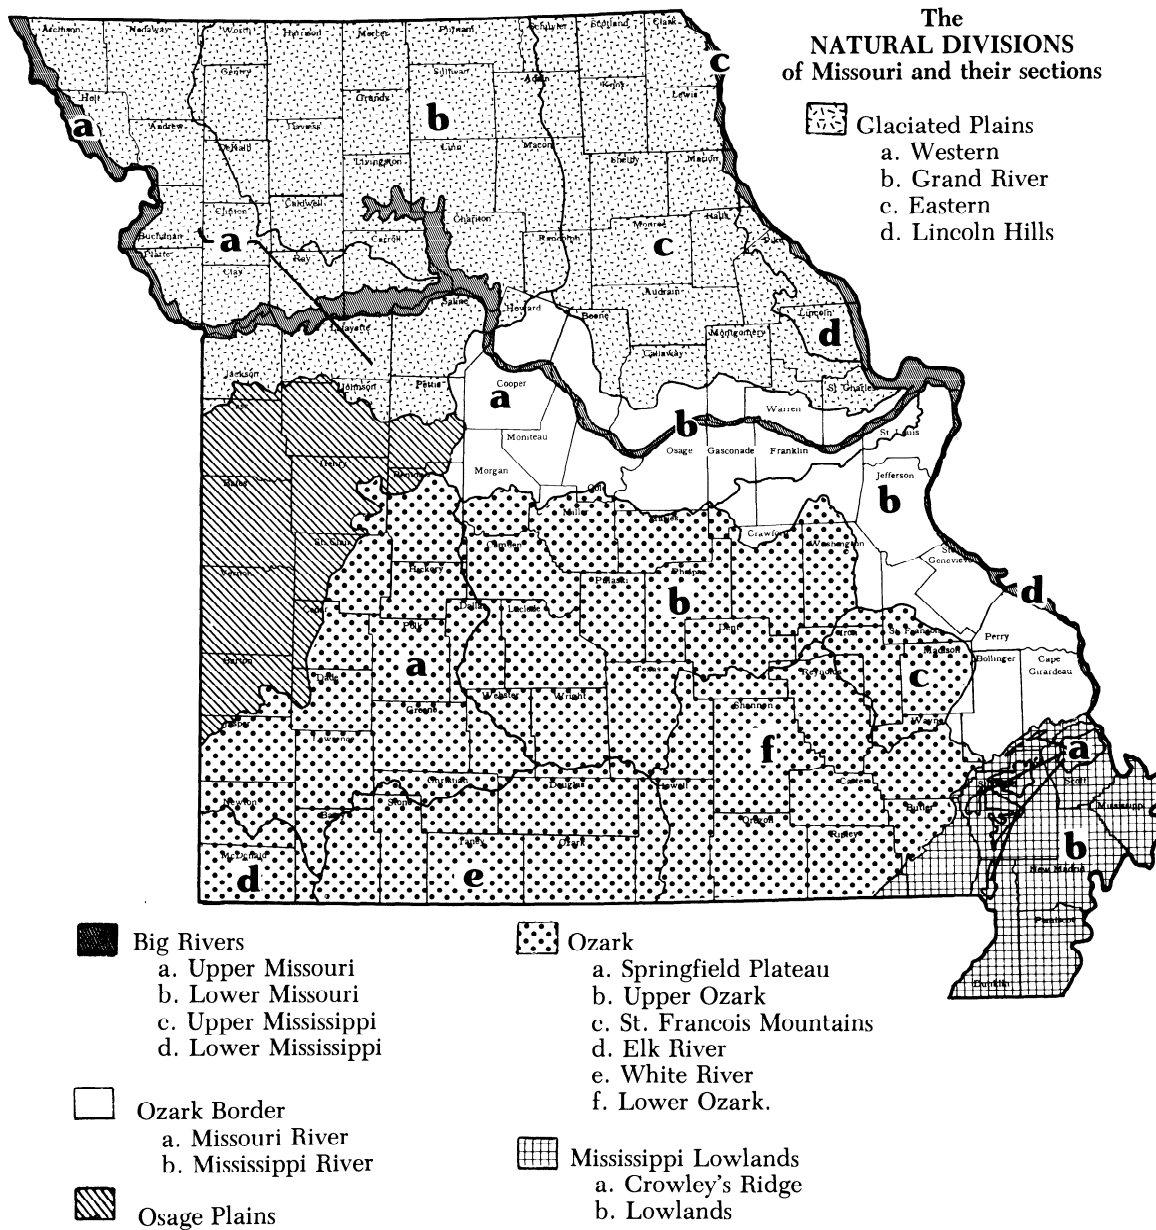 The
NATURAL DIVISIONS
of Missouri and their sections
Glaciated Plains
a. Western
b. Grand River
c. Eastern
d. Lincoln Hills
Atchison Nodaway Worth Harrison Mercer Putnam Schuyler Scotland Clark
c
Gentry Sullivan Adair Knox
Holt Grundy Lewis
a b
Andrew Daviess
DeKalb Linn Macon
Livingston Shelby Marion
Clinton Caldwell Chariton Monroe Ralls
Buchanan a Carroll Randolph c Pike
Platte Ray
Clay
Audrain
Saline Howard Boone Lincoln
Lafayette Montgomery d
Callaway
Jackson Johnson Pettis Cooper St. Charles
a
Warren
b
Moniteau St. Louis
Osage Gasconade Franklin
Henry Morgan
Bates Benton Jefferson
Cole b
Miller
Crawford Washington
St. Clair Camden
Ste.
Genevieve
Hickory Phelps
Vernon Pulaski d
Cedar Dallas Laclede b
Polk Dent Iron St. Francois
Perry
Madison
Barton a Texas Bollinger Cape
Girardeau
Dade Reynolds c
Webster Wright
Greene Shannon
Jasper Wayne
Lawrence f a
Scott
Christian Douglas Howell Carter
Newton Stone Butler Mississippi
Barry Oregon
Taney Ozark Ripley
McDonald b
d e New Madrid
Pemiscot
Dunklin
Big Rivers
a. Upper Missouri
b. Lower Missouri
c. Upper Mississippi
d. Lower Mississippi
Ozark Border
a. Missouri River
b. Mississippi River
Osage Plains
Ozark
a. Springfield Plateau
b. Upper Ozark
c. St. Francois Mountains
d. Elk River
e. White River
f. Lower Ozark.
Mississippi Lowlands
a. Crowley's Ridge
b. Lowlands